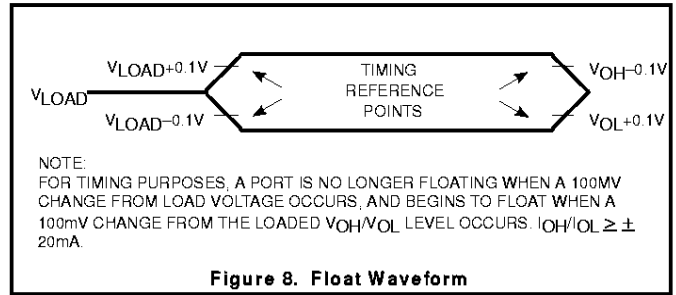 VLOAD+0.1V TIMING VOH−0.1V
VLOAD REFERENCE
VLOAD−0.1V POINTS VOL+0.1V
NOTE:
FOR TIMING PURPOSES, A PORT IS NO LONGER FLOATING WHEN A 100MV
CHANGE FROM LOAD VOLTAGE OCCURS, AND BEGINS TO FLOAT WHEN A
100mV CHANGE FROM THE LOADED VOH/VOL LEVEL OCCURS. IOH/IOL ≥ ±
20mA.
Figure 8. Float Waveform